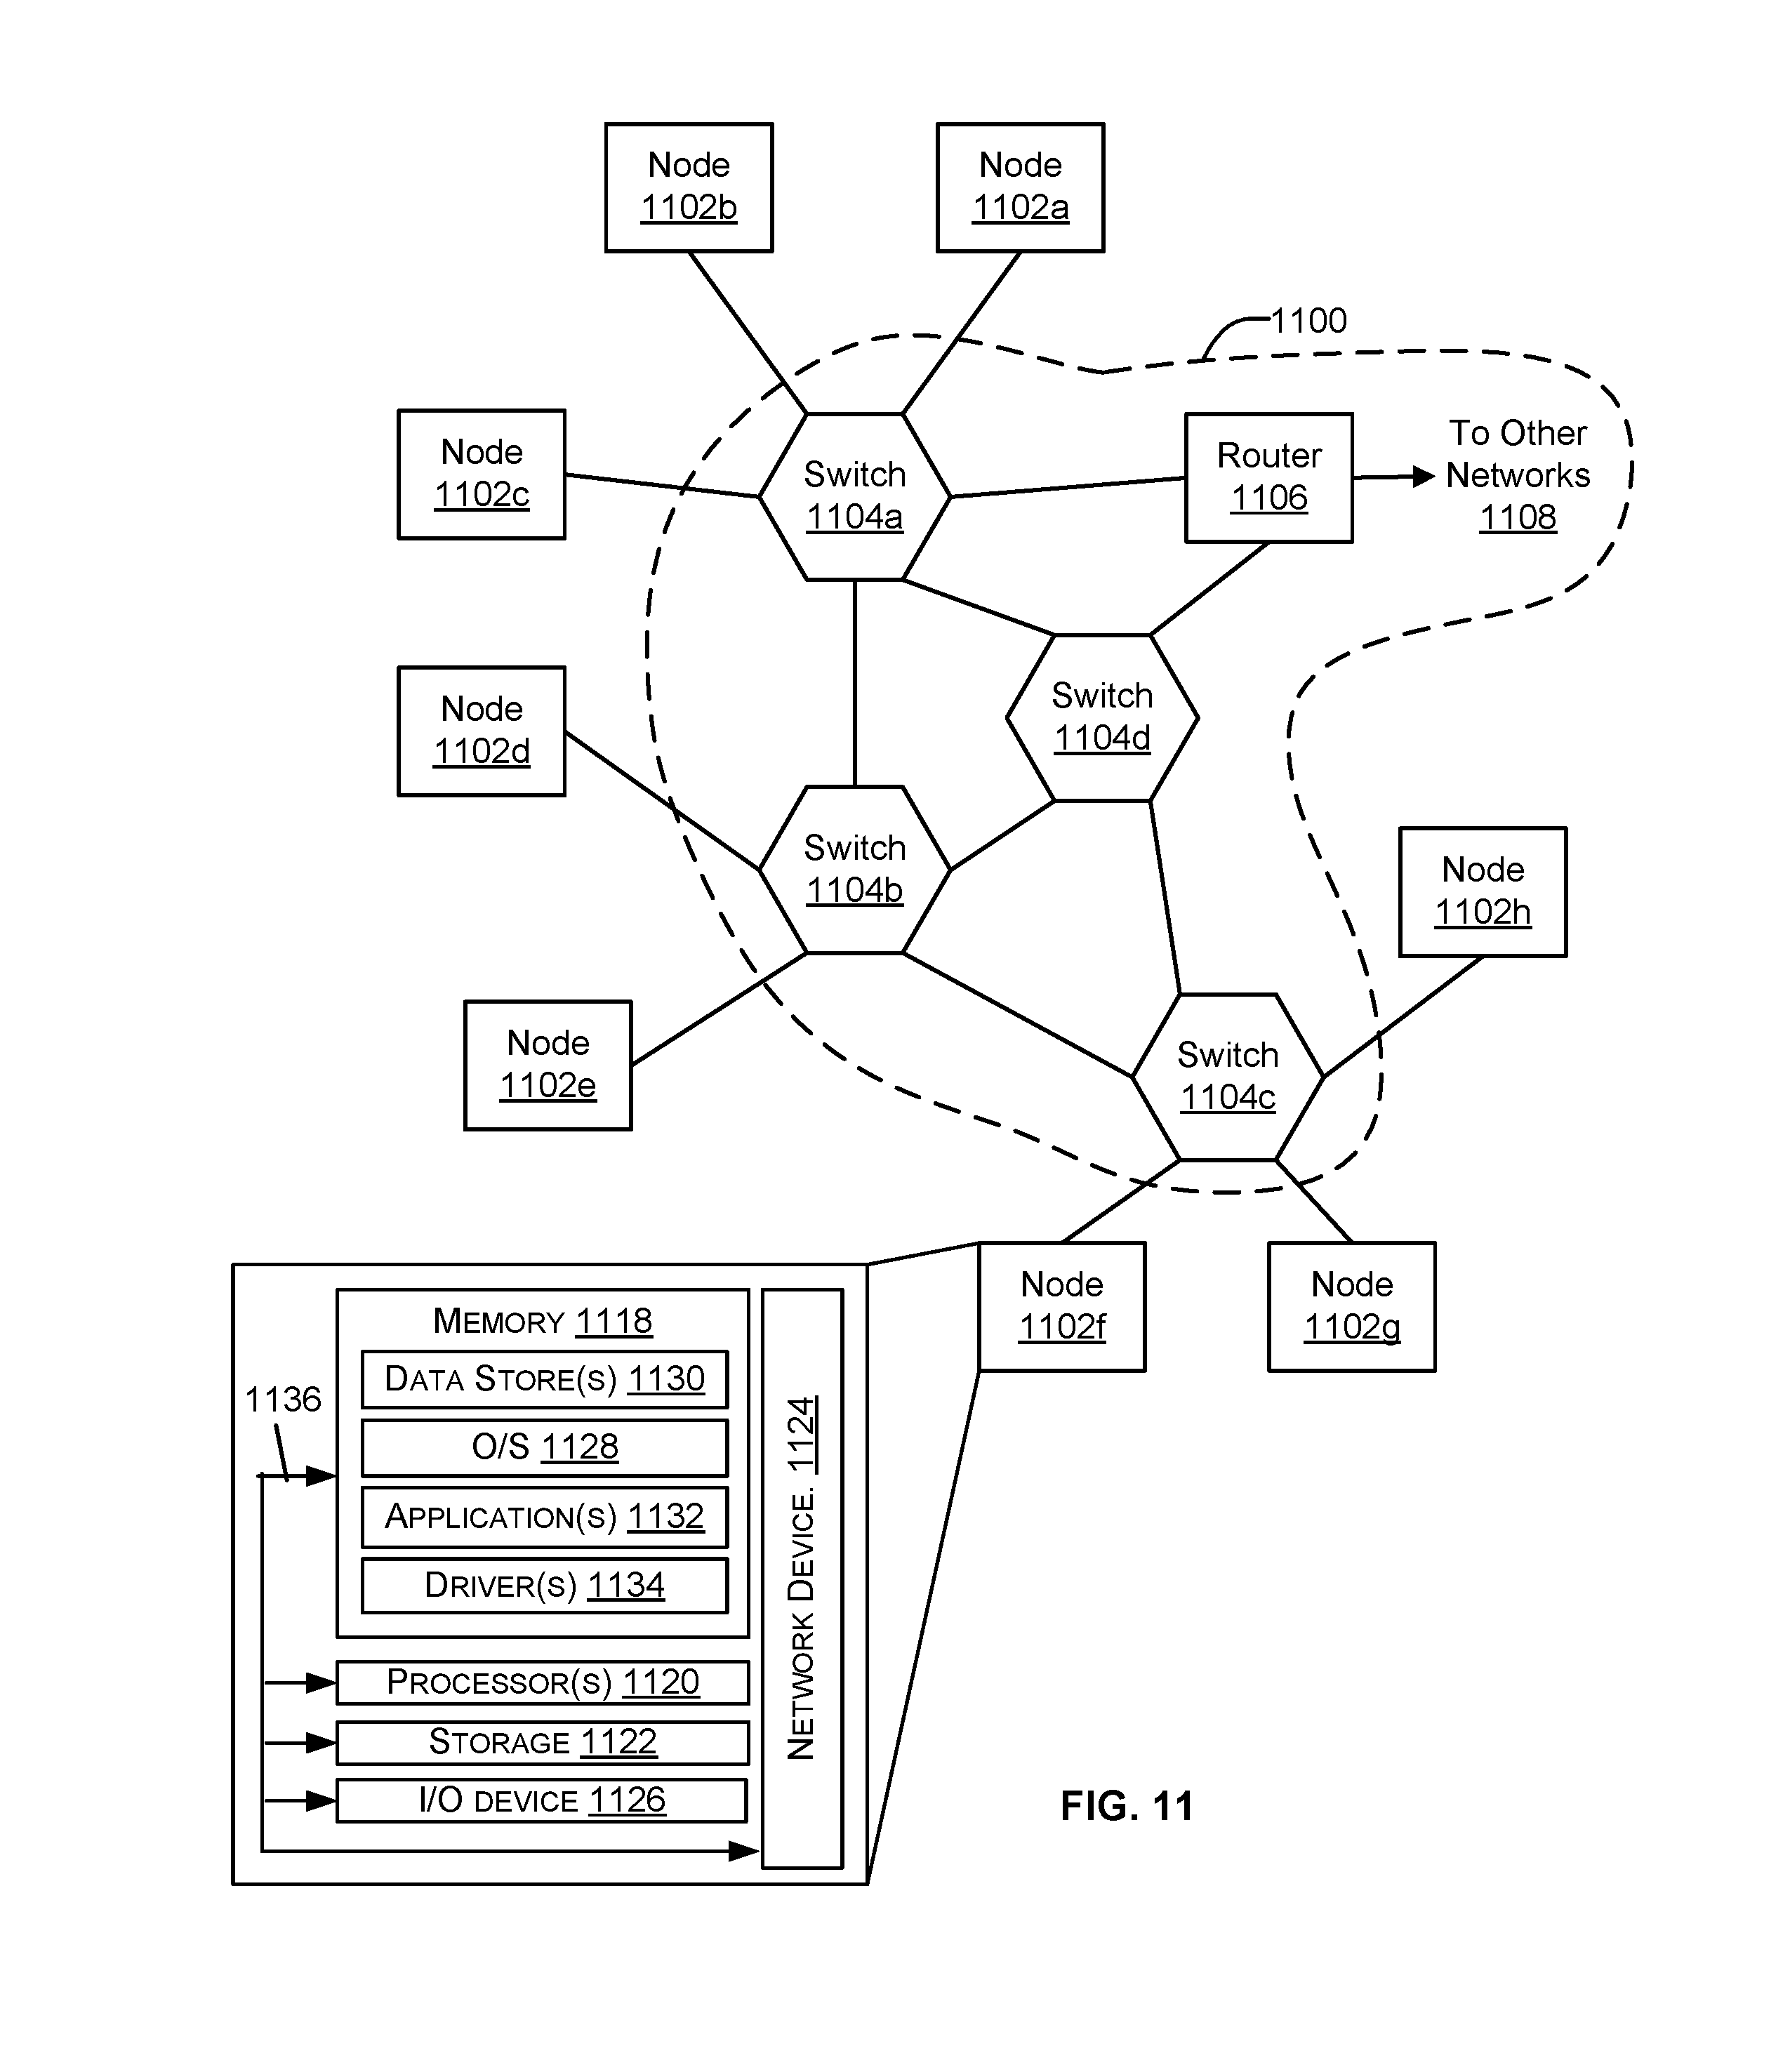 Node
1102b
Node
1102a
1100
Node
1102c
Switch
1104a
Router
1106
To Other
Networks
1108
Node
1102d
Switch
1104d
Switch
1104b
Node
1102h
Node
1102e
Switch
1104c
Node
1102f
Node
1102g
MEMORY 1118
DATA STORE(S) 1130
1136
O/S 1128
APPLICATION(S) 1132
DRIVER(S) 1134
PROCESSOR(S) 1120
STORAGE 1122
I/O DEVICE 1126
NETWORK DEVICE. 1124
FIG. 11